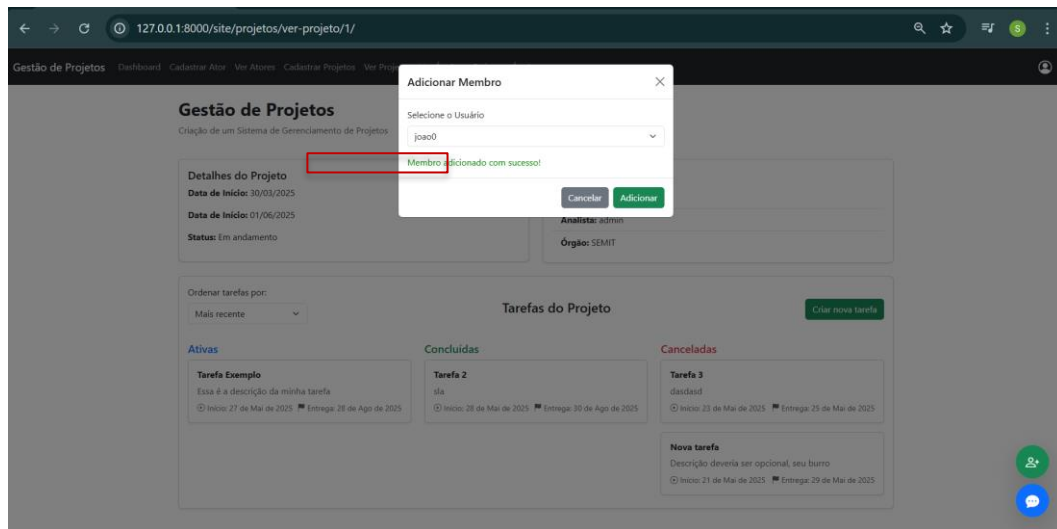 127.0.0.1:8000/site/projetos/ver-projeto/1/
S
Gestão de Projetos Dashboard Cadastrar Ator Ver Atores Cadastrar Projetos Ver Proje
Adicionar Membro
Selecione o Usuário
joao0
Membro adicionado com sucesso!
Cancelar Adicionar
Gestão de Projetos
Criação de um Sistema de Gerenciamento de Projetos
Detalhes do Projeto
Data de Início: 30/03/2025
Data de Início: 01/06/2025
Status: Em andamento
Analista: admin
Órgão: SEMIT
Ordenar tarefas por:
Mais recente
Tarefas do Projeto
Criar nova tarefa
Ativas
Tarefa Exemplo
Essa é a descrição da minha tarefa
Início: 27 de Mai de 2025 Entrega: 28 de Ago de 2025
Concluídas
Tarefa 2
sla
Início: 28 de Mai de 2025 Entrega: 30 de Ago de 2025
Canceladas
Tarefa 3
dasdasd
Início: 23 de Mai de 2025 Entrega: 25 de Mai de 2025
Nova tarefa
Descrição deveria ser opcional, seu burro
Início: 21 de Mai de 2025 Entrega: 29 de Mai de 2025